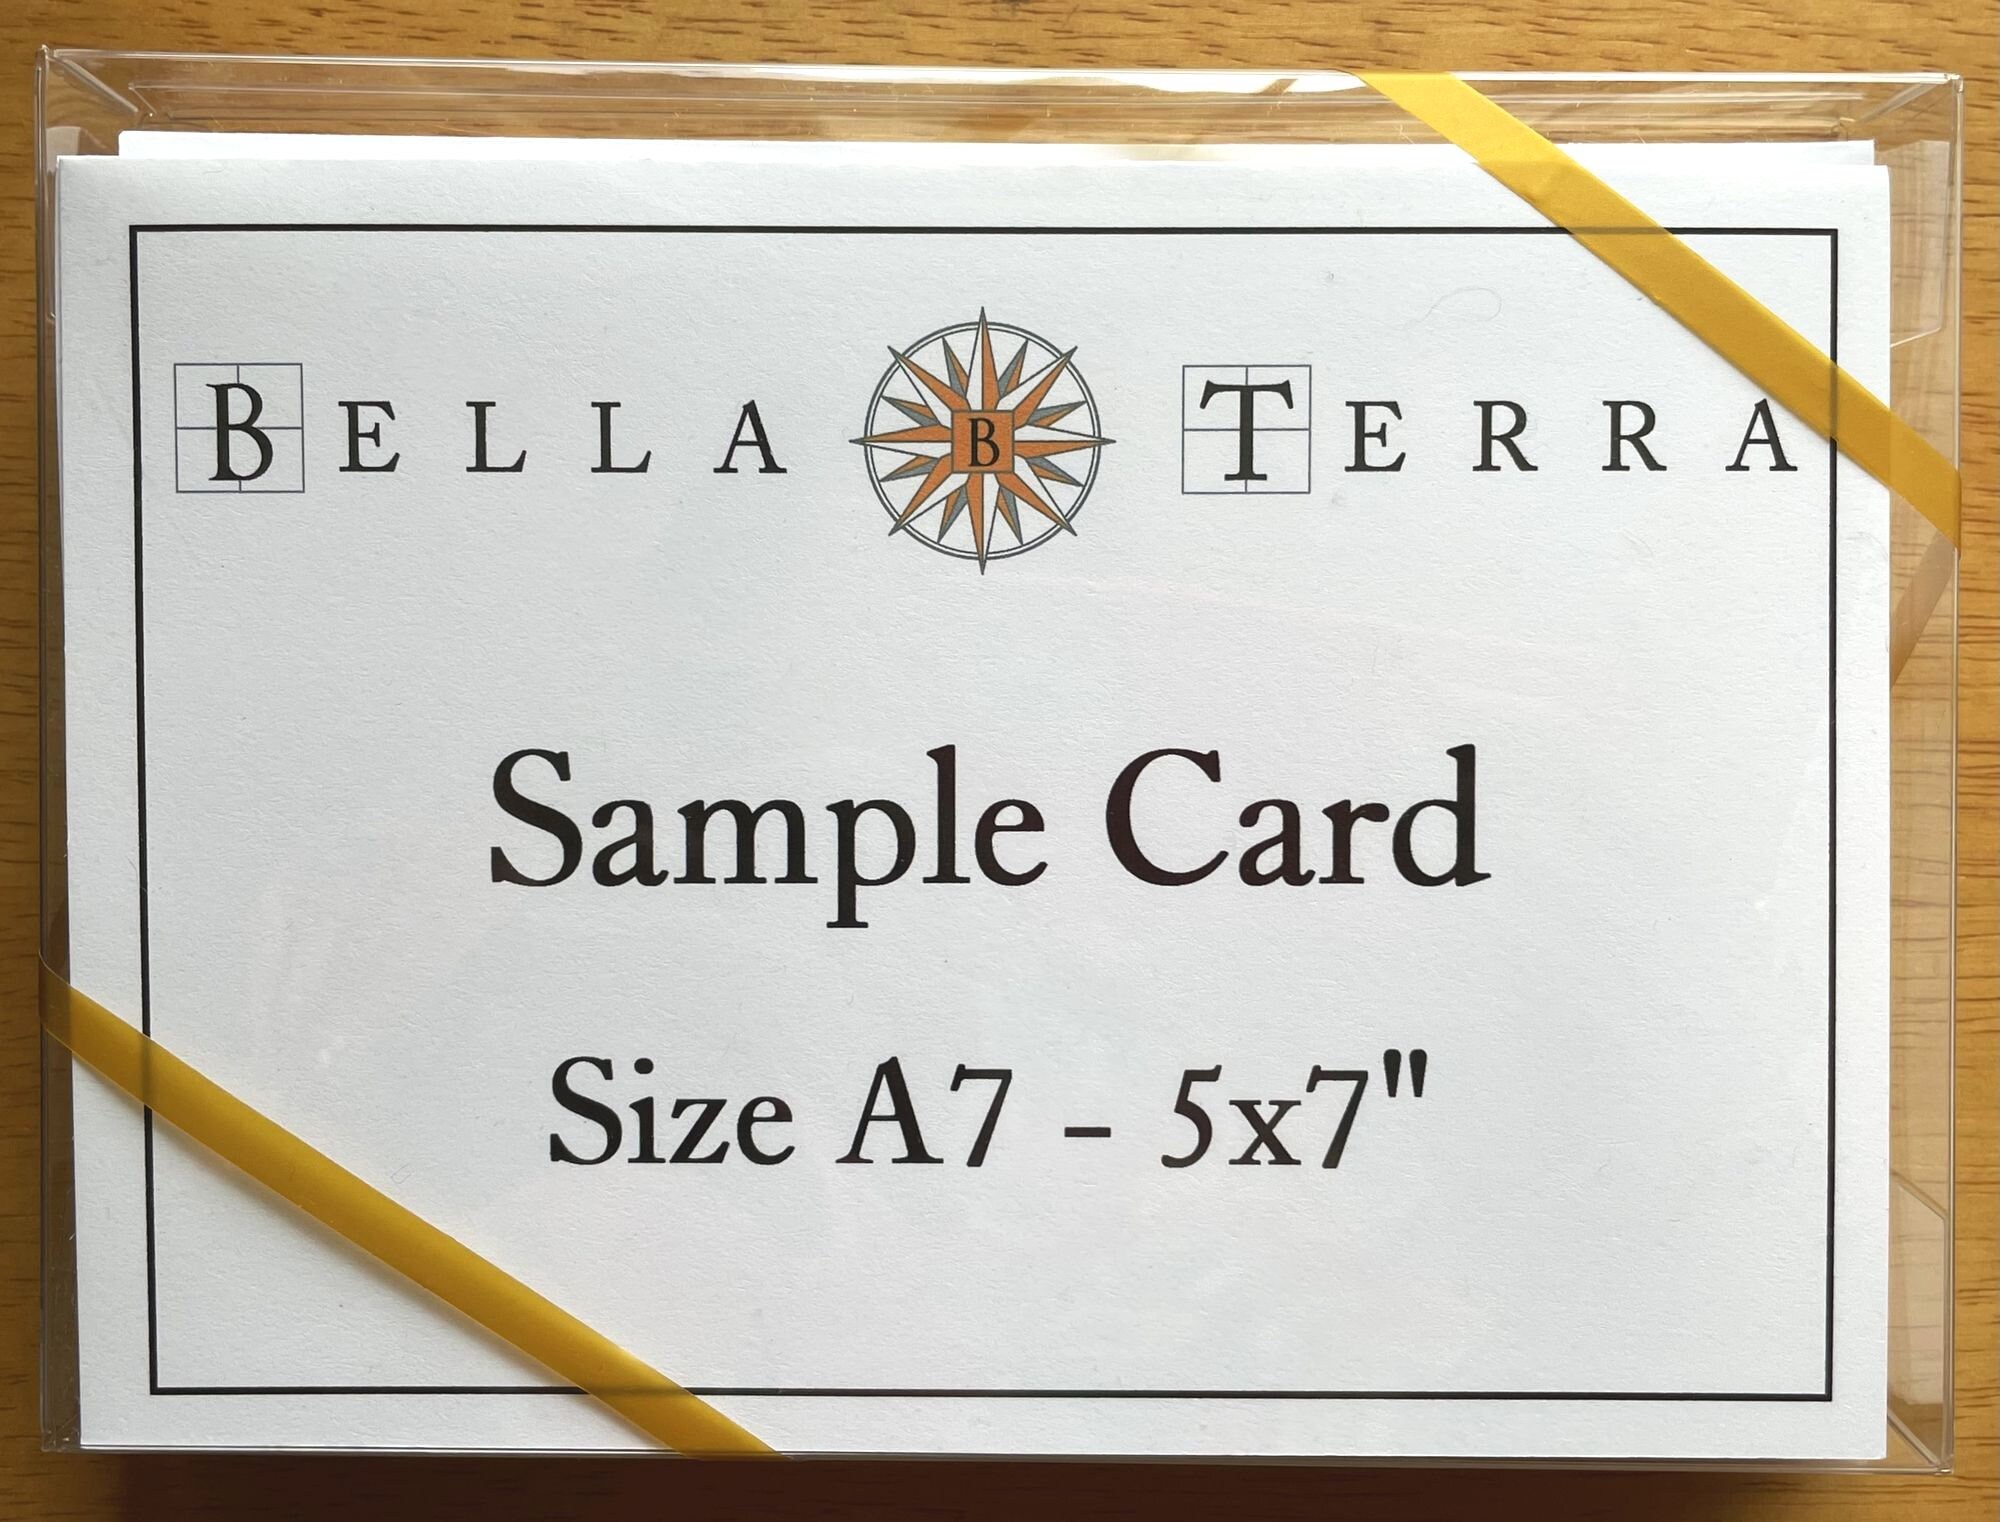 BELLA B TERRA
Sample Card
Size A7 - 5x7"